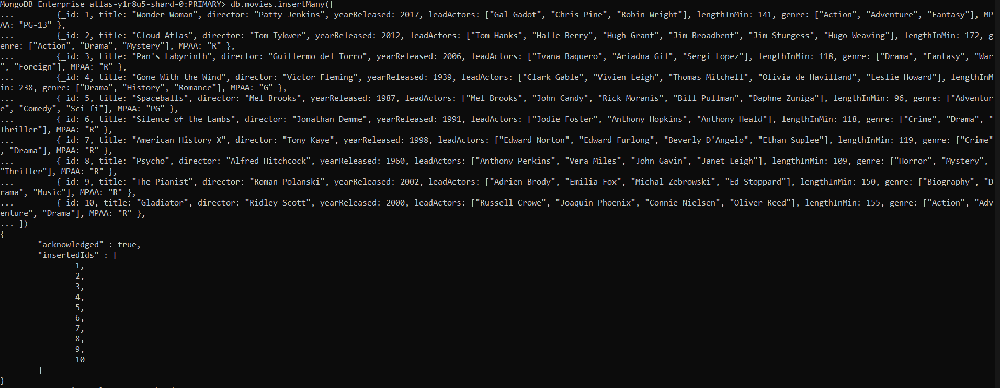 MongoDB Enterprise atlas-y1r8u5-shard-0:PRIMARY> db.movies.insertMany([
...         {_id: 1, title: "Wonder Woman", director: "Patty Jenkins", yearReleased: 2017, leadActors: ["Gal Gadot", "Chris Pine", "Robin Wright"], lengthInMin: 141, genre: ["Action", "Adventure", "Fantasy"], MP
AA: "PG-13" },
...         {_id: 2, title: "Cloud Atlas", director: "Tom Tykwer", yearReleased: 2012, leadActors: ["Tom Hanks", "Halle Berry", "Hugh Grant", "Jim Broadbent", "Jim Sturgess", "Hugo Weaving"], lengthInMin: 172, g
enre: ["Action", "Drama", "Mystery"], MPAA: "R" },
...         {_id: 3, title: "Pan's Labyrinth", director: "Guillermo del Torro", yearReleased: 2006, leadActors: ["Ivana Baquero", "Ariadna Gil", "Sergi Lopez"], lengthInMin: 118, genre: ["Drama", "Fantasy", "War
", "Foreign"], MPAA: "R" },
...         {_id: 4, title: "Gone With the Wind", director: "Victor Fleming", yearReleased: 1939, leadActors: ["Clark Gable", "Vivien Leigh", "Thomas Mitchell", "Olivia de Havilland", "Leslie Howard"], lengthInM
in: 238, genre: ["Drama", "History", "Romance"], MPAA: "G" },
...         {_id: 5, title: "Spaceballs", director: "Mel Brooks", yearReleased: 1987, leadActors: ["Mel Brooks", "John Candy", "Rick Moranis", "Bill Pullman", "Daphne Zuniga"], lengthInMin: 96, genre: ["Adventur
e", "Comedy", "Sci-fi"], MPAA: "PG" },
...         {_id: 6, title: "Silence of the Lambs", director: "Jonathan Demme", yearReleased: 1991, leadActors: ["Jodie Foster", "Anthony Hopkins", "Anthony Heald"], lengthInMin: 118, genre: ["Crime", "Drama", "
Thriller"], MPAA: "R" },
...         {_id: 7, title: "American History X", director: "Tony Kaye", yearReleased: 1998, leadActors: ["Edward Norton", "Edward Furlong", "Beverly D'Angelo", "Ethan Suplee"], lengthInMin: 119, genre: ["Crime"
, "Drama"], MPAA: "R" },
...         {_id: 8, title: "Psycho", director: "Alfred Hitchcock", yearReleased: 1960, leadActors: ["Anthony Perkins", "Vera Miles", "John Gavin", "Janet Leigh"], lengthInMin: 109, genre: ["Horror", "Mystery",
"Thriller"], MPAA: "R" },
...         {_id: 9, title: "The Pianist", director: "Roman Polanski", yearReleased: 2002, leadActors: ["Adrien Brody", "Emilia Fox", "Michal Zebrowski", "Ed Stoppard"], lengthInMin: 150, genre: ["Biography", "D
rama", "Music"], MPAA: "R" },
...         {_id: 10, title: "Gladiator", director: "Ridley Scott", yearReleased: 2000, leadActors: ["Russell Crowe", "Joaquin Phoenix", "Connie Nielsen", "Oliver Reed"], lengthInMin: 155, genre: ["Action", "Adv
enture", "Drama"], MPAA: "R" },
... ])
{
        "acknowledged" : true,
        "insertedIds" : [
                1,
                2,
                3,
                4,
                5,
                6,
                7,
                8,
                9,
                10
        ]
}